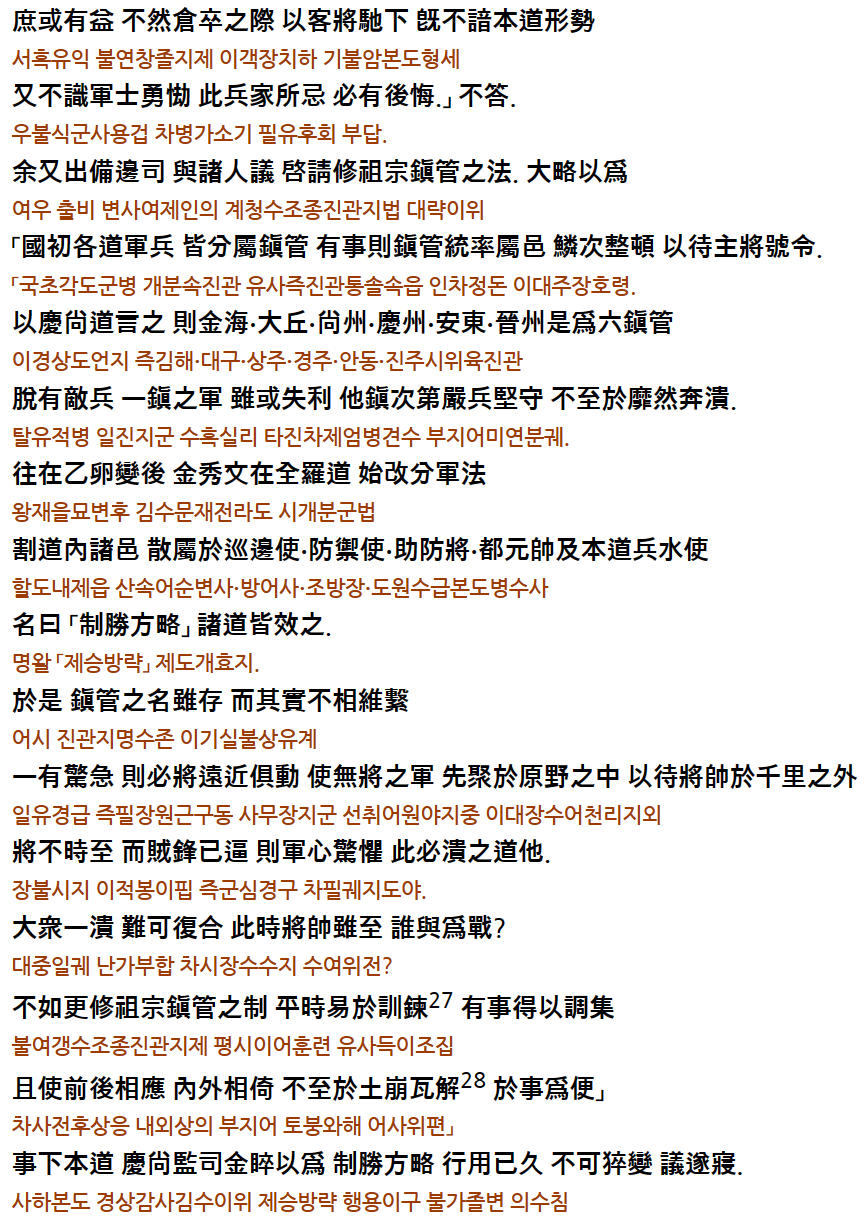 庶或有益 不然倉卒之際 以客將馳下 旣不諳本道形勢
서혹유익 불연창졸지제 이객장치하 기불암본도형세
又不識軍士勇㤼 此兵家所忌 必有後悔.」 不答.
우불식군사용겁 차병가소기 필유후회 부답.
余又出備邊司 與諸人議 啓請修祖宗鎭管之法. 大略以爲
여우 출비 변사여제인의 계청수조종진관지법 대략이위
「國初各道軍兵 皆分屬鎭管 有事則鎭管統率屬邑 鱗次整頓 以待主將號令.
「국초각도군병 개분속진관 유사즉진관통솔속읍 인차정돈 이대주장호령.
以慶尙道言之 則金海·大丘·尙州·慶州·安東·晉州是爲六鎭管
이경상도언지 즉김해·대구·상주·경주·안동·진주시위육진관
脫有敵兵 一鎭之軍 雖或失利 他鎭次第嚴兵堅守 不至於靡然奔潰.
탈유적병 일진지군 수혹실리 타진차제엄병견수 부지어미연분궤.
往在乙卯變後 金秀文在全羅道 始改分軍法
왕재을묘변후 김수문재전라도 시개분군법
割道內諸邑 散屬於巡邊使·防禦使·助防將·都元帥及本道兵水使
할도내제읍 산속어순변사·방어사·조방장·도원수급본도병수사
名曰 「制勝方略」 諸道皆效之.
명왈 「제승방략」 제도개효지.
於是 鎭管之名雖存 而其實不相維繫
어시 진관지명수존 이기실불상유계
一有驚急 則必將遠近俱動 使無將之軍 先聚於原野之中 以待將帥於千里之外
일유경급 즉필장원근구동 사무장지군 선취어원야지중 이대장수어천리지외
將不時至 而賊鋒已逼 則軍心驚懼 此必潰之道他.
장불시지 이적봉이핍 즉군심경구 차필궤지도야.
大衆一潰 難可復合 此時將帥雖至 誰與爲戰?
대중일궤 난가부합 차시장수수지 수여위전?
不如更修祖宗鎭管之制 平時易於訓鍊27 有事得以調集
불여갱수조종진관지제 평시이어훈련 유사득이조집
且使前後相應 內外相倚 不至於土崩瓦解28 於事爲便」
차사전후상응 내외상의 부지어 토붕와해 어사위편」
事下本道 慶尙監司金睟以爲 制勝方略 行用已久 不可猝變 議遂寢.
사하본도 경상감사김수이위 제승방략 행용이구 불가졸변 의수침